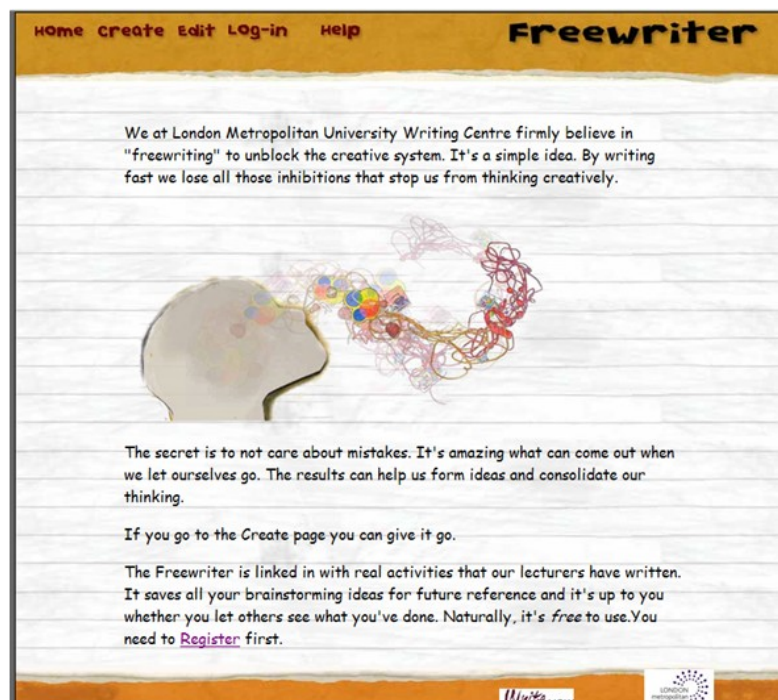 Home Create Edit Log-in Help Freewriter
We at London Metropolitan University Writing Centre firmly believe in
"freewriting" to unblock the creative system. It's a simple idea. By writing
fast we lose all those inhibitions that stop us from thinking creatively.
The secret is to not care about mistakes. It's amazing what can come out when
we let ourselves go. The results can help us form ideas and consolidate our
thinking.
If you go to the Create page you can give it go.
The Freewriter is linked in with real activities that our lecturers have written.
It saves all your brainstorming ideas for future reference and it's up to you
whether you let others see what you've done. Naturally, it's free to use.You
need to Register first.
LONDON
metropolitan